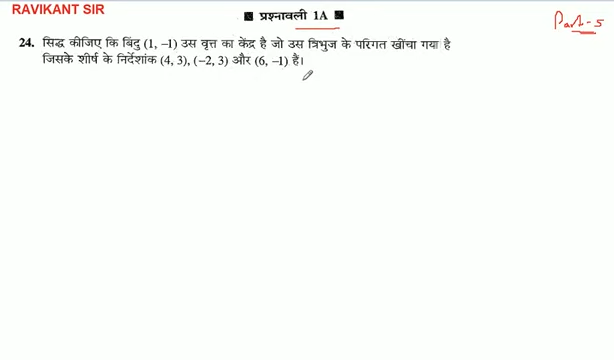 RAVIKANT SIR
■ प्रश्नावली 1A ■
Part-5
24. सिद्ध कीजिए कि बिंदु (1, −1) उस वृत्त का केंद्र है जो उस त्रिभुज के परिगत खींचा गया है
जिसके शीर्ष के निर्देशांक (4, 3), (−2, 3) और (6, −1) हैं।